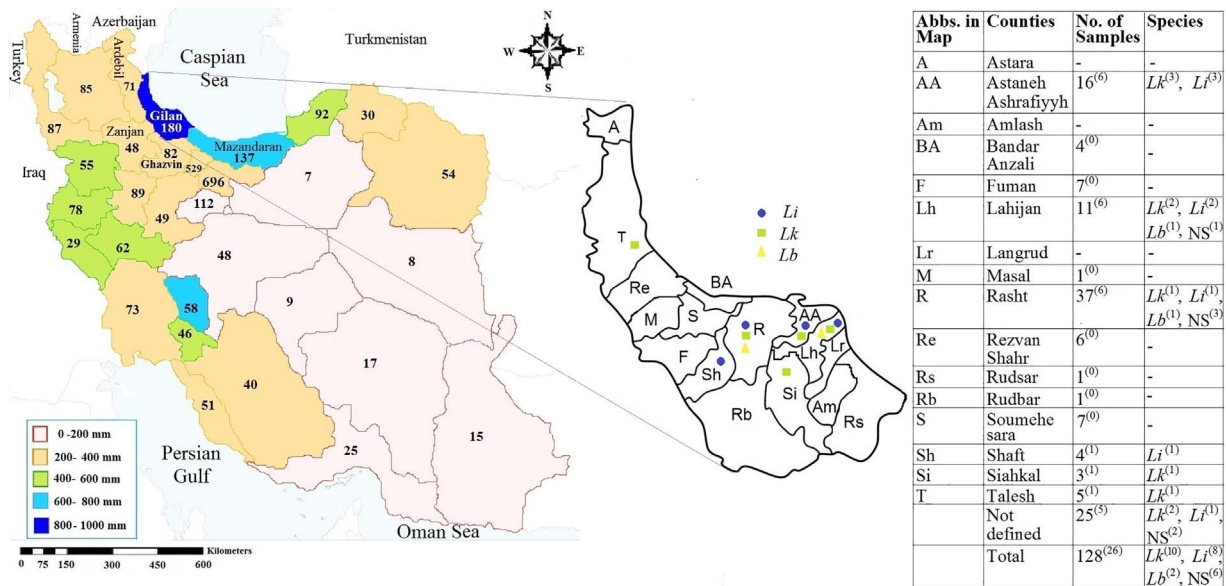 Azerbaijan
Armenia
Turkey
Ardebil
Caspian
Sea
Turkmenistan
N
W
E
S
85
71
Gilan
180
92
30
87
Zanjan
48
82
Ghazvin
529
Mazandaran
137
Iraq
55
7
54
89
696
112
78
49
29
62
48
8
73
58
9
46
17
40
51
15
25
Persian
Gulf
Oman Sea
0 -200 mm
200- 400 mm
400- 600 mm
600- 800 mm
800- 1000 mm
Kilometers
0 75 150 300 450 600
Li
Lk
Lb
A
T
Re
BA
M
S
R
AA
F
Sh
Lh
Lr
Si
Rb
Am
Rs
Abbs. in Map | Counties | No. of Samples | Species
A Astara - -
AA Astaneh Ashrafiyyh 16(6) Lk(3), Li(3)
Am Amlash - -
BA Bandar Anzali 4(0) -
F Fuman 7(0) -
Lh Lahijan 11(6) Lk(2), Li(2)
Lb(1), NS(1)
Lr Langrud - -
M Masal 1(0) -
R Rasht 37(6) Lk(1), Li(1),
Lb(1), NS(3)
Re Rezvan Shahr 6(0) -
Rs Rudsar 1(0) -
Rb Rudbar 1(0) -
S Soumehe sara 7(0) -
Sh Shaft 4(1) Li(1)
Si Siahkal 3(1) Lk(1)
T Talesh 5(1) Lk(1)
Not defined 25(5) Lk(2), Li(1),
NS(2)
Total 128(26) Lk(10), Li(8)
Lb(2), NS(6)